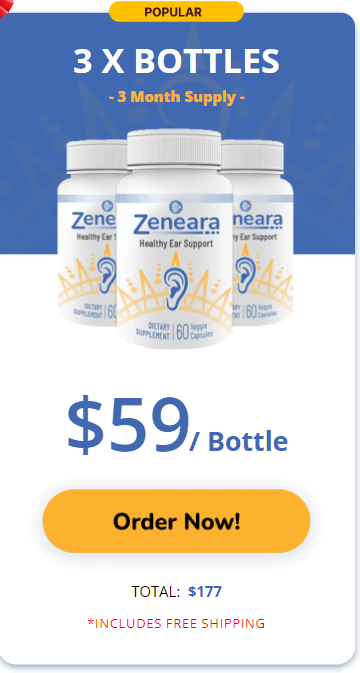 POPULAR
3 X BOTTLES
- 3 Month Supply -
Zeneara
Healthy Ear Support
DIETARY SUPPLEMENT 60 Veggie Capsules
$59/ Bottle
Order Now!
TOTAL: $177
*INCLUDES FREE SHIPPING